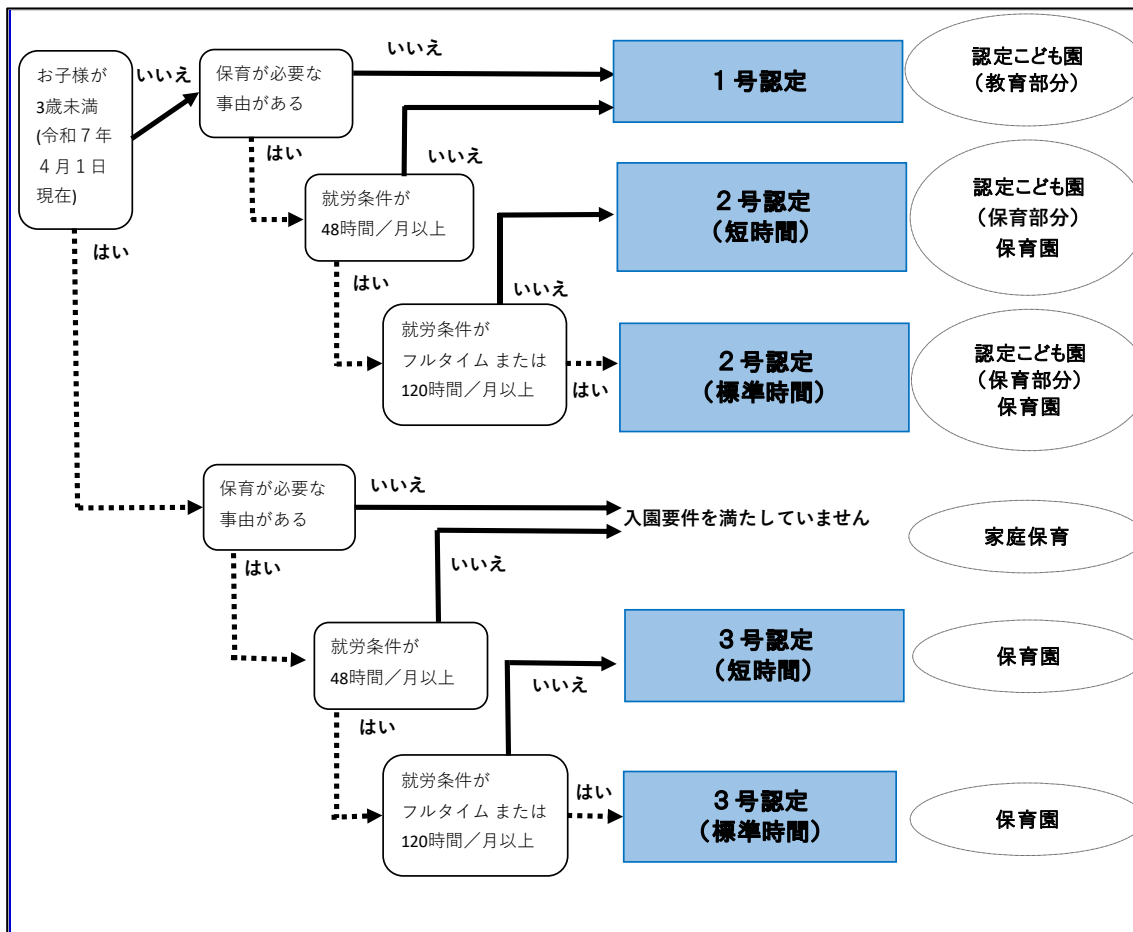 お子様が
3歳未満
(令和７年
４月１日
現在)
いいえ
はい
保育が必要な
事由がある
いいえ
はい
就労条件が
48時間／月以上
いいえ
はい
就労条件が
フルタイム または
120時間／月以上
いいえ
はい
１号認定
認定こども園
（教育部分）
２号認定
（短時間）
認定こども園
（保育部分）
保育園
２号認定
（標準時間）
認定こども園
（保育部分）
保育園
保育が必要な
事由がある
いいえ
はい
入園要件を満たしていません
家庭保育
就労条件が
48時間／月以上
いいえ
はい
就労条件が
フルタイム または
120時間／月以上
いいえ
はい
３号認定
（短時間）
保育園
３号認定
（標準時間）
保育園